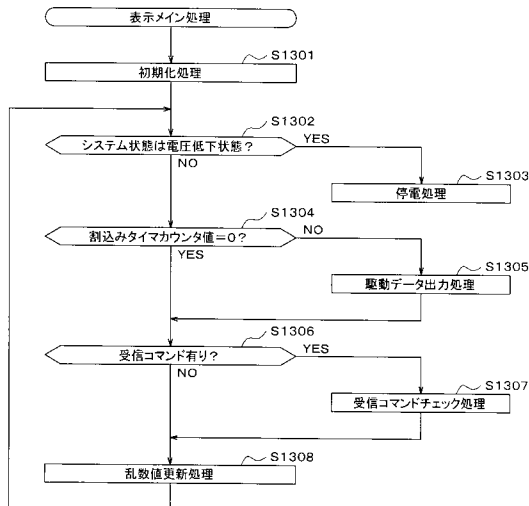 表示メイン処理
S1301
初期化処理
S1302
システム状態は電圧低下状態？
YES
NO
S1303
停電処理
S1304
割込みタイマカウンタ値＝0？
NO
YES
S1305
駆動データ出力処理
S1306
受信コマンド有り？
YES
NO
S1307
受信コマンドチェック処理
S1308
乱数値更新処理